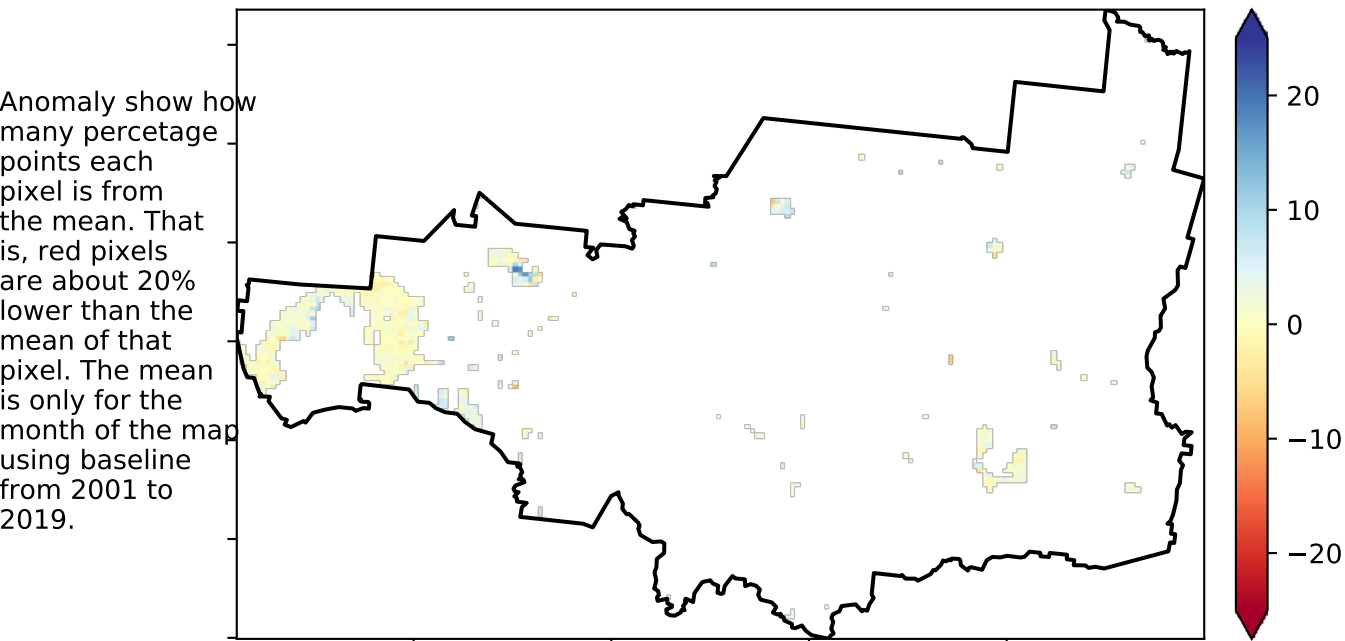 Anomaly show how
many percetage
points each
pixel is from
the mean. That
is, red pixels
are about 20%
lower than the
mean of that
pixel. The mean
is only for the
month of the map
using baseline
from 2001 to
2019.
20
10
0
−10
−20